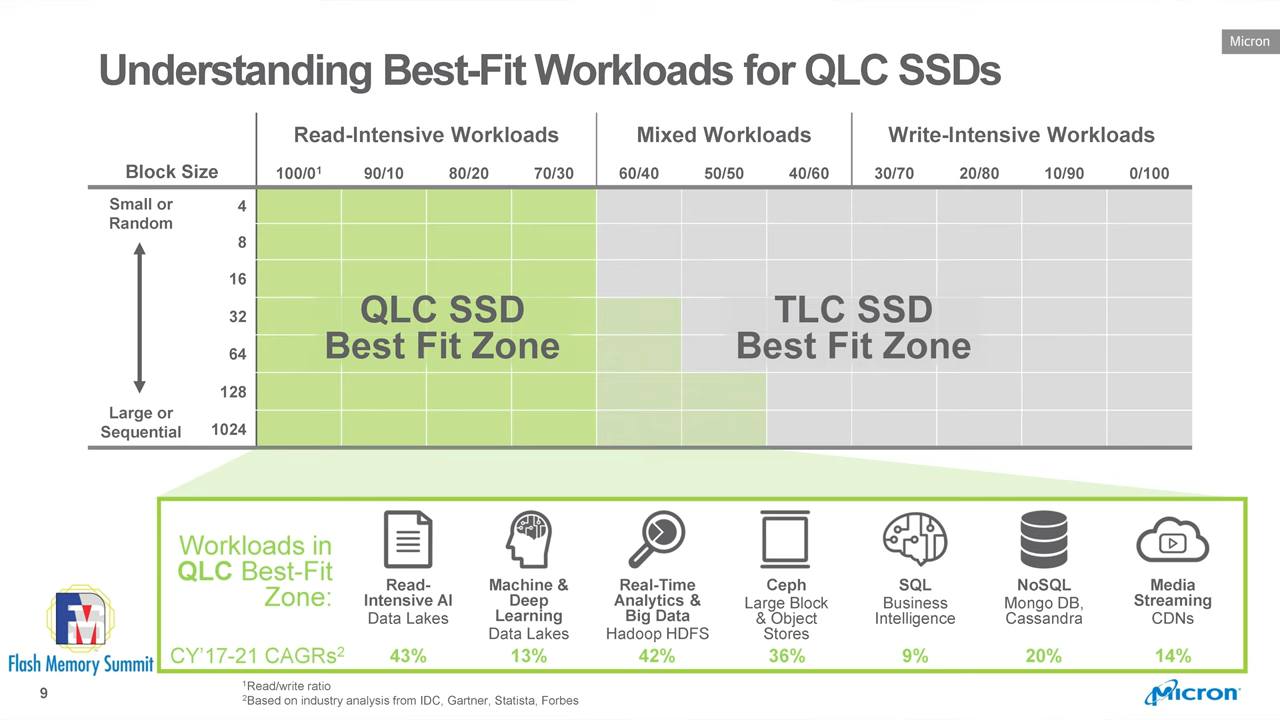 Micron
Understanding Best-Fit Workloads for QLC SSDs
Read-Intensive Workloads Mixed Workloads Write-Intensive Workloads
Block Size 100/0¹ 90/10 80/20 70/30 60/40 50/50 40/60 30/70 20/80 10/90 0/100
Small or
Random
4
8
16
32
64
128
1024
Large or
Sequential
QLC SSD
Best Fit Zone
TLC SSD
Best Fit Zone
Workloads in
QLC Best-Fit
Zone:
Read-
Intensive AI
Data Lakes
Machine &
Deep
Learning
Data Lakes
Real-Time
Analytics &
Big Data
Hadoop HDFS
Ceph
Large Block
& Object
Stores
SQL
Business
Intelligence
NoSQL
Mongo DB,
Cassandra
Media
Streaming
CDNs
CY'17-21 CAGRs² 43% 13% 42% 36% 9% 20% 14%
FMS
Flash Memory Summit
9
¹Read/write ratio
²Based on industry analysis from IDC, Gartner, Statista, Forbes
Micron